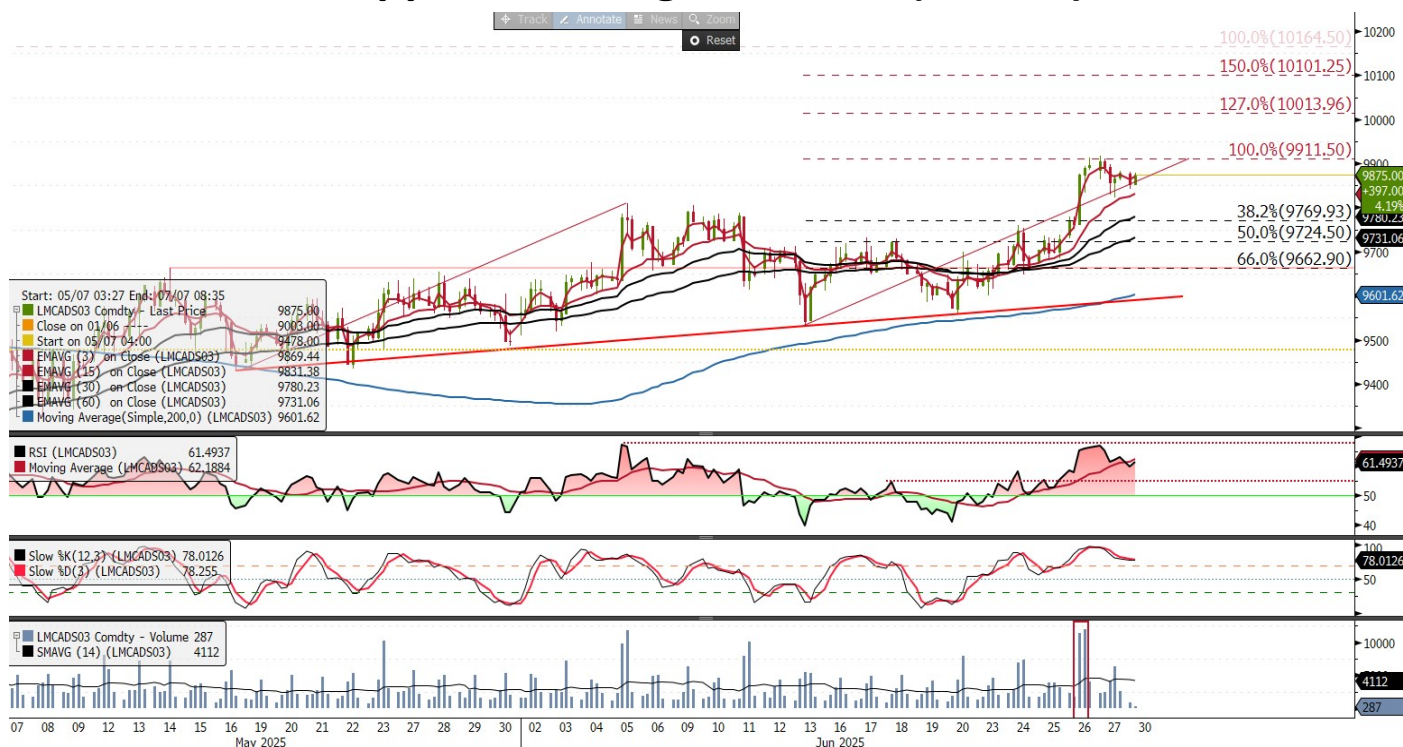 Track Annotate News Zoom
Reset
100.0%(10164.50)
150.0%(10101.25)
127.0%(10013.96)
100.0%(9911.50)
38.2%(9769.93)
50.0%(9724.50)
66.0%(9662.90)
10200
10100
10000
9900
9875.00
+397.00
4.19%
9780.23
9731.06
9700
9601.62
9500
9400
Start: 05/07 03:27 End: 07/07 08:35
LMCADS03 Comdty - Last Price 9875.00
Close on 01/06 ---- 9003.00
Start on 05/07 04:00 9478.00
EMAVG (3) on Close (LMCADS03) 9869.44
EMAVG (15) on Close (LMCADS03) 9831.38
EMAVG (30) on Close (LMCADS03) 9780.23
EMAVG (60) on Close (LMCADS03) 9731.06
Moving Average(Simple,200,0) (LMCADS03) 9601.62
RSI (LMCADS03) 61.4937
Moving Average (LMCADS03) 62.1884
61.4937
50
40
Slow %K(12,3) (LMCADS03) 78.0126
Slow %D(3) (LMCADS03) 78.255
100
78.0126
50
0
LMCADS03 Comdty - Volume 287
SMAVG (14) (LMCADS03) 4112
10000
4112
287
07 08 09 12 13 14 15 16 19 20 21 22 23 27 28 29 30 02 03 04 05 06 09 10 11 12 13 16 17 18 19 20 23 24 25 26 27 30
May 2025 Jun 2025